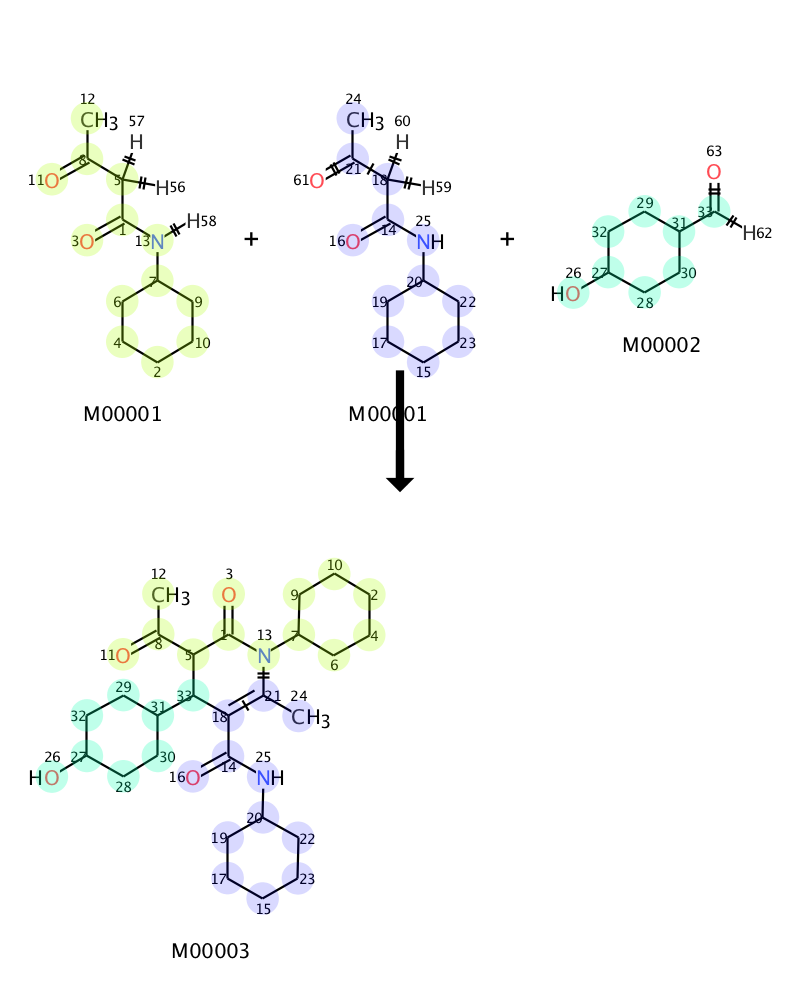 12 57 24 60
CH3 H CH3 H
8 5 21 18 63
11O H56 61O H59 O
29 33
1 H58 14 25 32 31 H62
3O 13N + 16O NH + 26 27 30
7 20 HO 28
6 9 19 22
4 10 17 23 M00002
2 15
M00001 M00001
12 3 10
CH3 O 9 2
8 1 13 7 4
11O 5 N 6
29 33 21 24
32 31 18 CH3
26 27 30 14 25
HO 28 16O NH
20
19 22
17 23
15
M00003